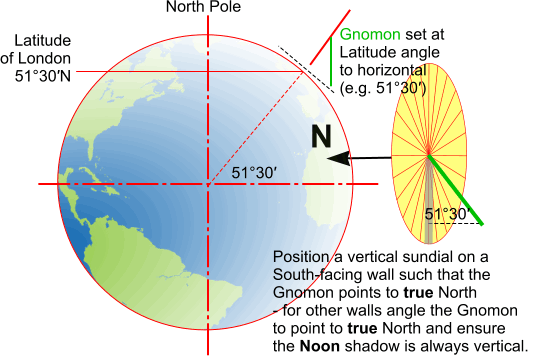 North Pole
Latitude
of London
51°30′N
Gnomon set at
Latitude angle
to horizontal
(e.g. 51°30′)
N
51°30′
51°30′
Position a vertical sundial on a
South-facing wall such that the
Gnomon points to true North
- for other walls angle the Gnomon
to point to true North and ensure
the Noon shadow is always vertical.